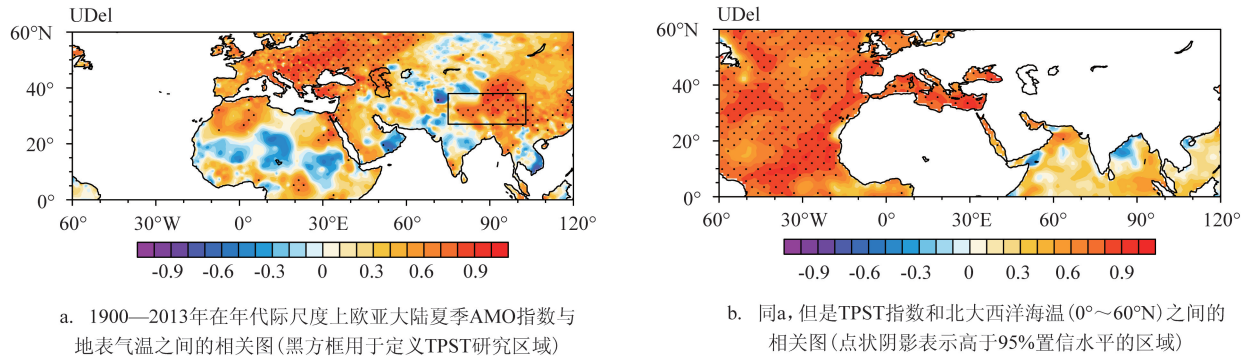 UDel
60°N
40°
20°
0°
60°
30°W
0°
30°E
60°
90°
120°
-0.9
-0.6
-0.3
0
0.3
0.6
0.9
a. 1900—2013年在年代际尺度上欧亚大陆夏季AMO指数与
地表气温之间的相关图(黑方框用于定义TPST研究区域)
UDel
60°N
40°
20°
0°
60°
30°W
0°
30°E
60°
90°
120°
-0.9
-0.6
-0.3
0
0.3
0.6
0.9
b. 同a,但是TPST指数和北大西洋海温(0°～60°N)之间的
相关图(点状阴影表示高于95%置信水平的区域)